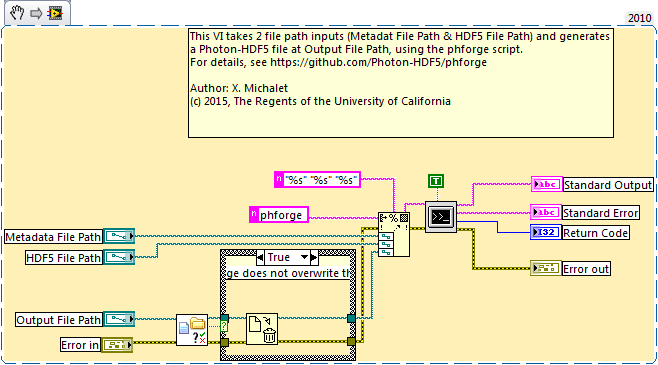 2010
This VI takes 2 file path inputs (Metadat File Path & HDF5 File Path) and generates
a Photon-HDF5 file at Output File Path, using the phforge script.
For details, see https://github.com/Photon-HDF5/phforge
Author: X. Michalet
(c) 2015, The Regents of the University of California
"%s" "%s" "%s"
T
abc Standard Output
phforge
%
abc Standard Error
I32 Return Code
Metadata File Path
HDF5 File Path
True
ge does not overwrite th
Error out
Output File Path
?
Error in